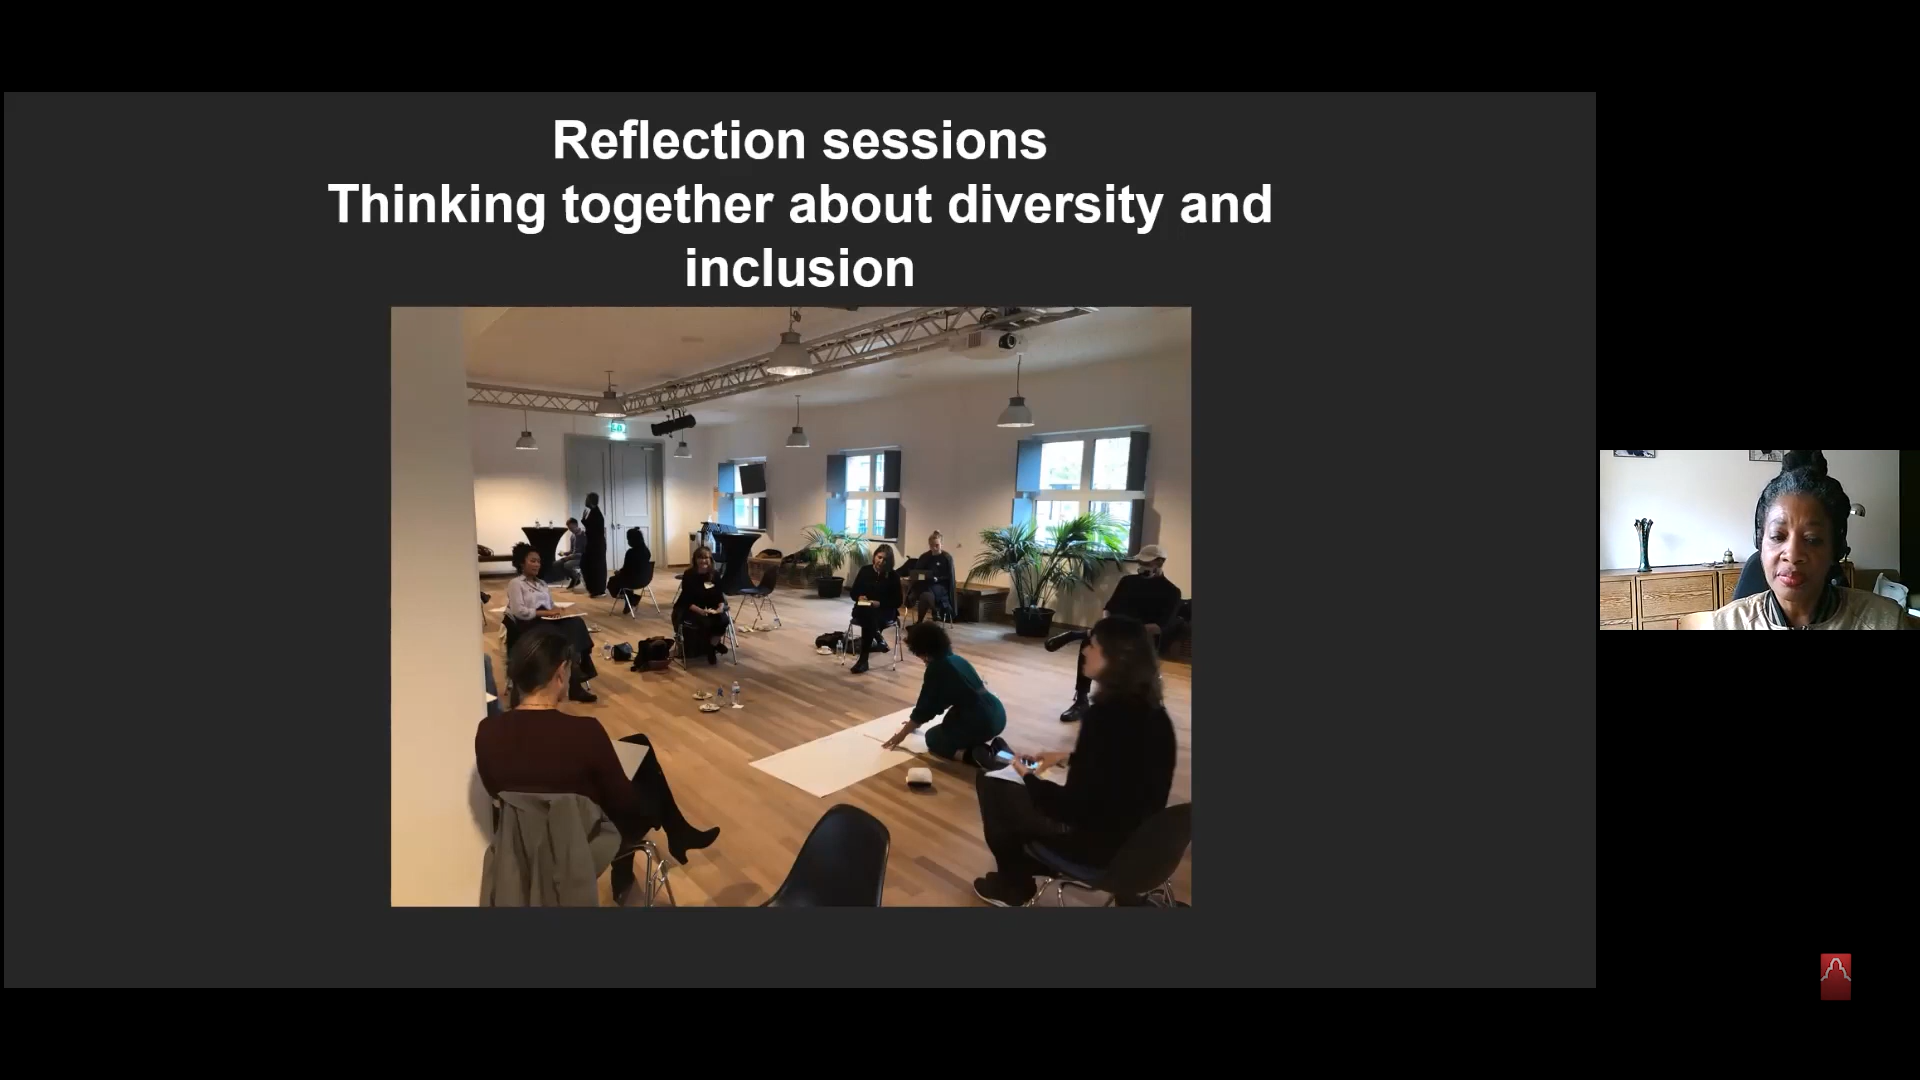 Reflection sessions
Thinking together about diversity and
inclusion